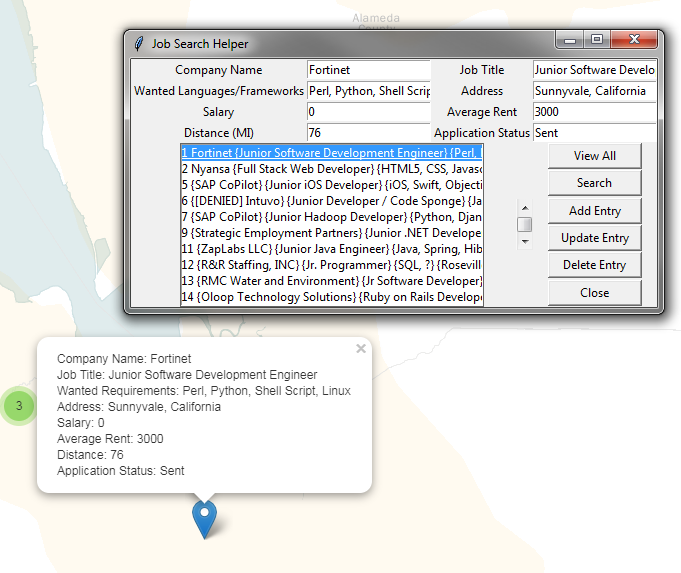 Alameda
County
Job Search Helper
Company Name Fortinet Job Title Junior Software Develo
Wanted Languages/Frameworks Perl, Python, Shell Scrip Address Sunnyvale, California
Salary 0 Average Rent 3000
Distance (MI) 76 Application Status Sent
1 Fortinet {Junior Software Development Engineer} {Perl, 
2 Nyansa {Full Stack Web Developer} {HTML5, CSS, Javasc
5 {SAP CoPilot} {Junior iOS Developer} {iOS, Swift, Objecti
6 {[DENIED] Intuvo} {Junior Developer / Code Sponge} {Ja
7 {SAP CoPilot} {Junior Hadoop Developer} {Python, Djan
9 {Strategic Employment Partners} {Junior .NET Develope
11 {ZapLabs LLC} {Junior Java Engineer} {Java, Spring, Hib
12 {R&R Staffing, INC} {Jr. Programmer} {SQL, ?} {Rosevill
13 {RMC Water and Environment} {Jr Software Developer}
14 {Oloop Technology Solutions} {Ruby on Rails Develope
View All
Search
Add Entry
Update Entry
Delete Entry
Close
Company Name: Fortinet
Job Title: Junior Software Development Engineer
Wanted Requirements: Perl, Python, Shell Script, Linux
Address: Sunnyvale, California
Salary: 0
Average Rent: 3000
Distance: 76
Application Status: Sent
3